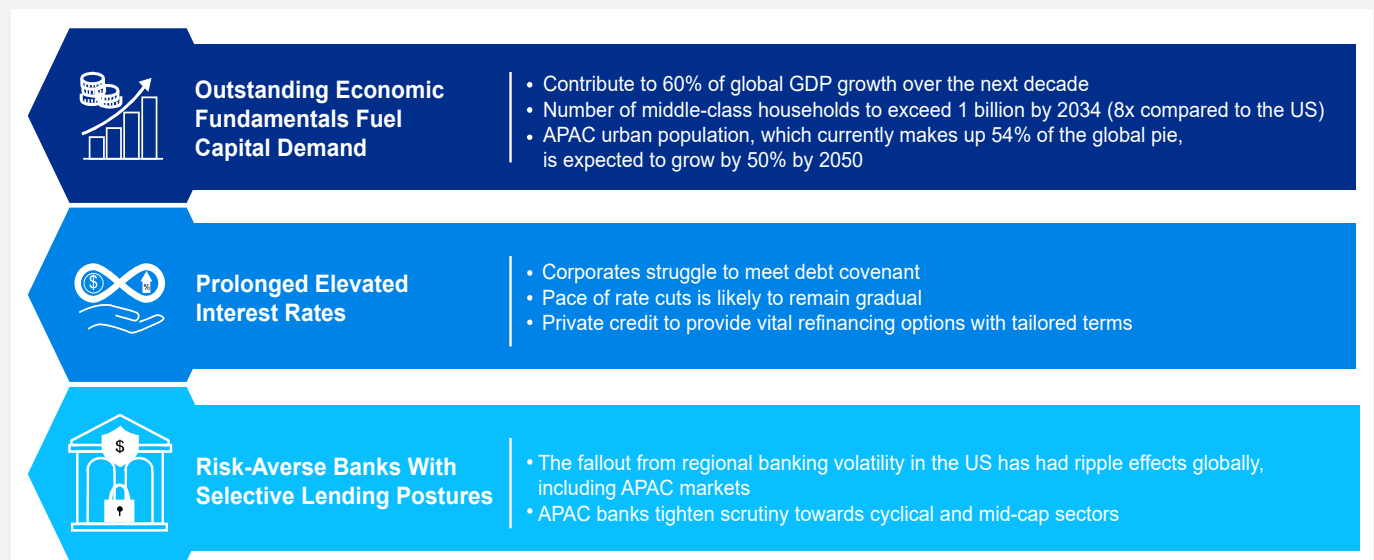 Outstanding Economic
Fundamentals Fuel
Capital Demand
• Contribute to 60% of global GDP growth over the next decade
• Number of middle-class households to exceed 1 billion by 2034 (8x compared to the US)
• APAC urban population, which currently makes up 54% of the global pie,
is expected to grow by 50% by 2050
$
%
Prolonged Elevated
Interest Rates
• Corporates struggle to meet debt covenant
• Pace of rate cuts is likely to remain gradual
• Private credit to provide vital refinancing options with tailored terms
$
Risk-Averse Banks With
Selective Lending Postures
• The fallout from regional banking volatility in the US has had ripple effects globally,
including APAC markets
• APAC banks tighten scrutiny towards cyclical and mid-cap sectors